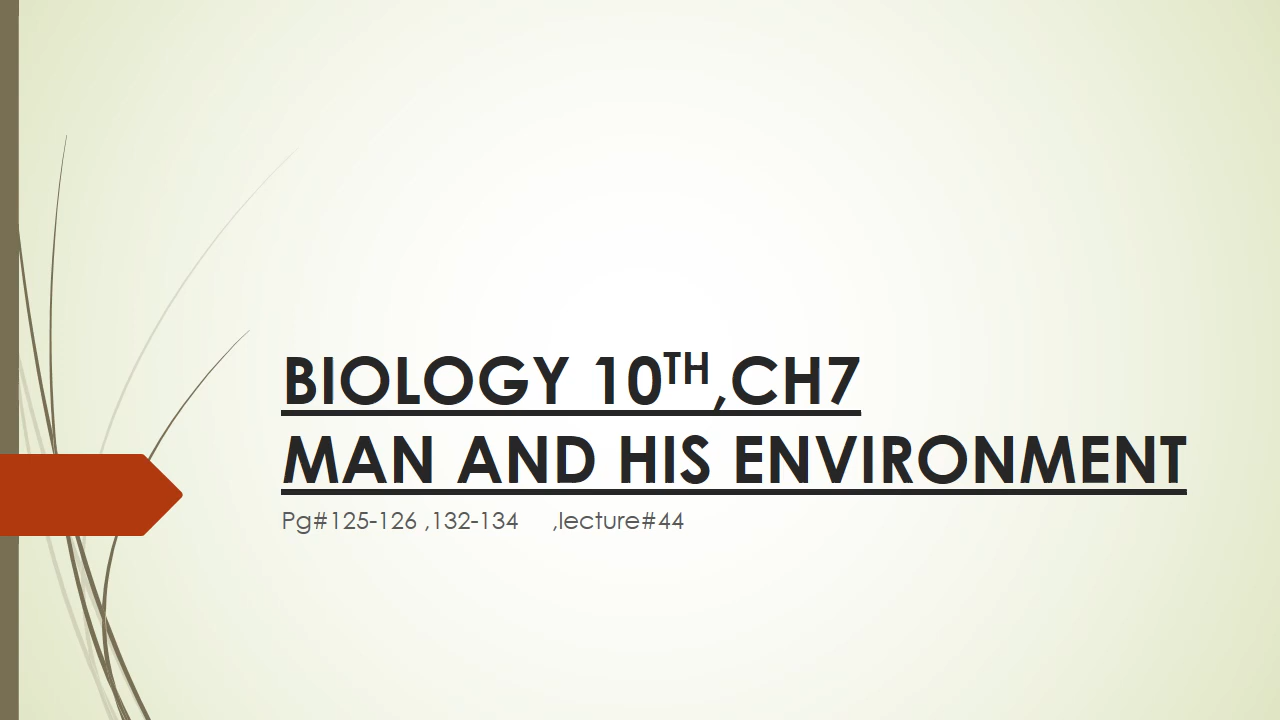 BIOLOGY 10TH,CH7
MAN AND HIS ENVIRONMENT
Pg#125-126 ,132-134 ,lecture#44